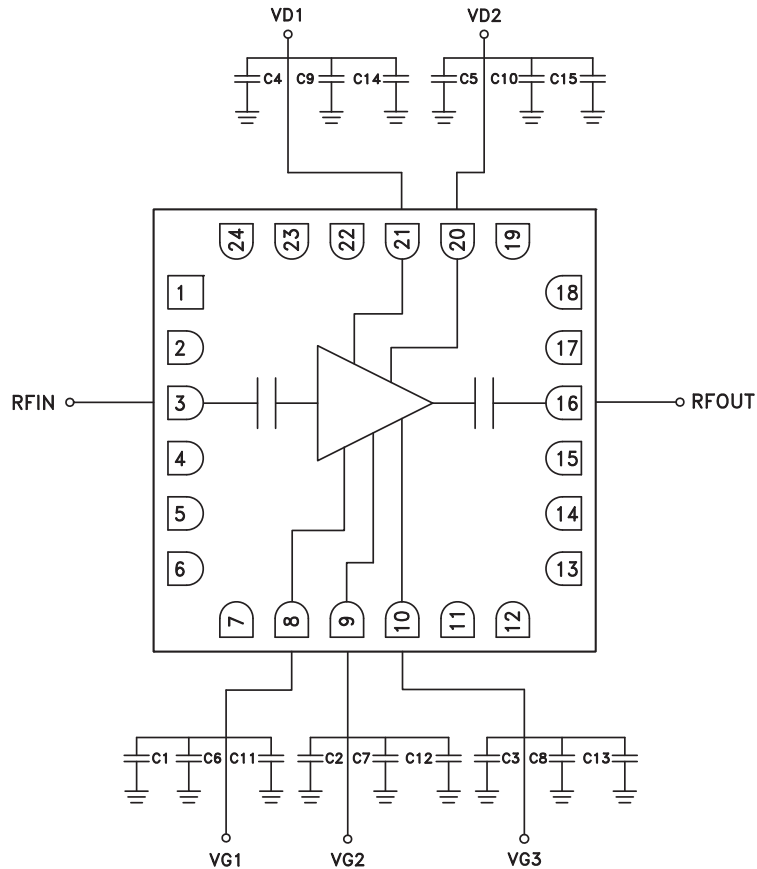 VD1 VD2
C4 C9 C14 C5 C10 C15
24 23 22 21 20 19
1 18
2 17
RFIN 3 16 RFOUT
4 15
5 14
6 13
7 8 9 10 11 12
C1 C6 C11 C2 C7 C12 C3 C8 C13
VG1 VG2 VG3